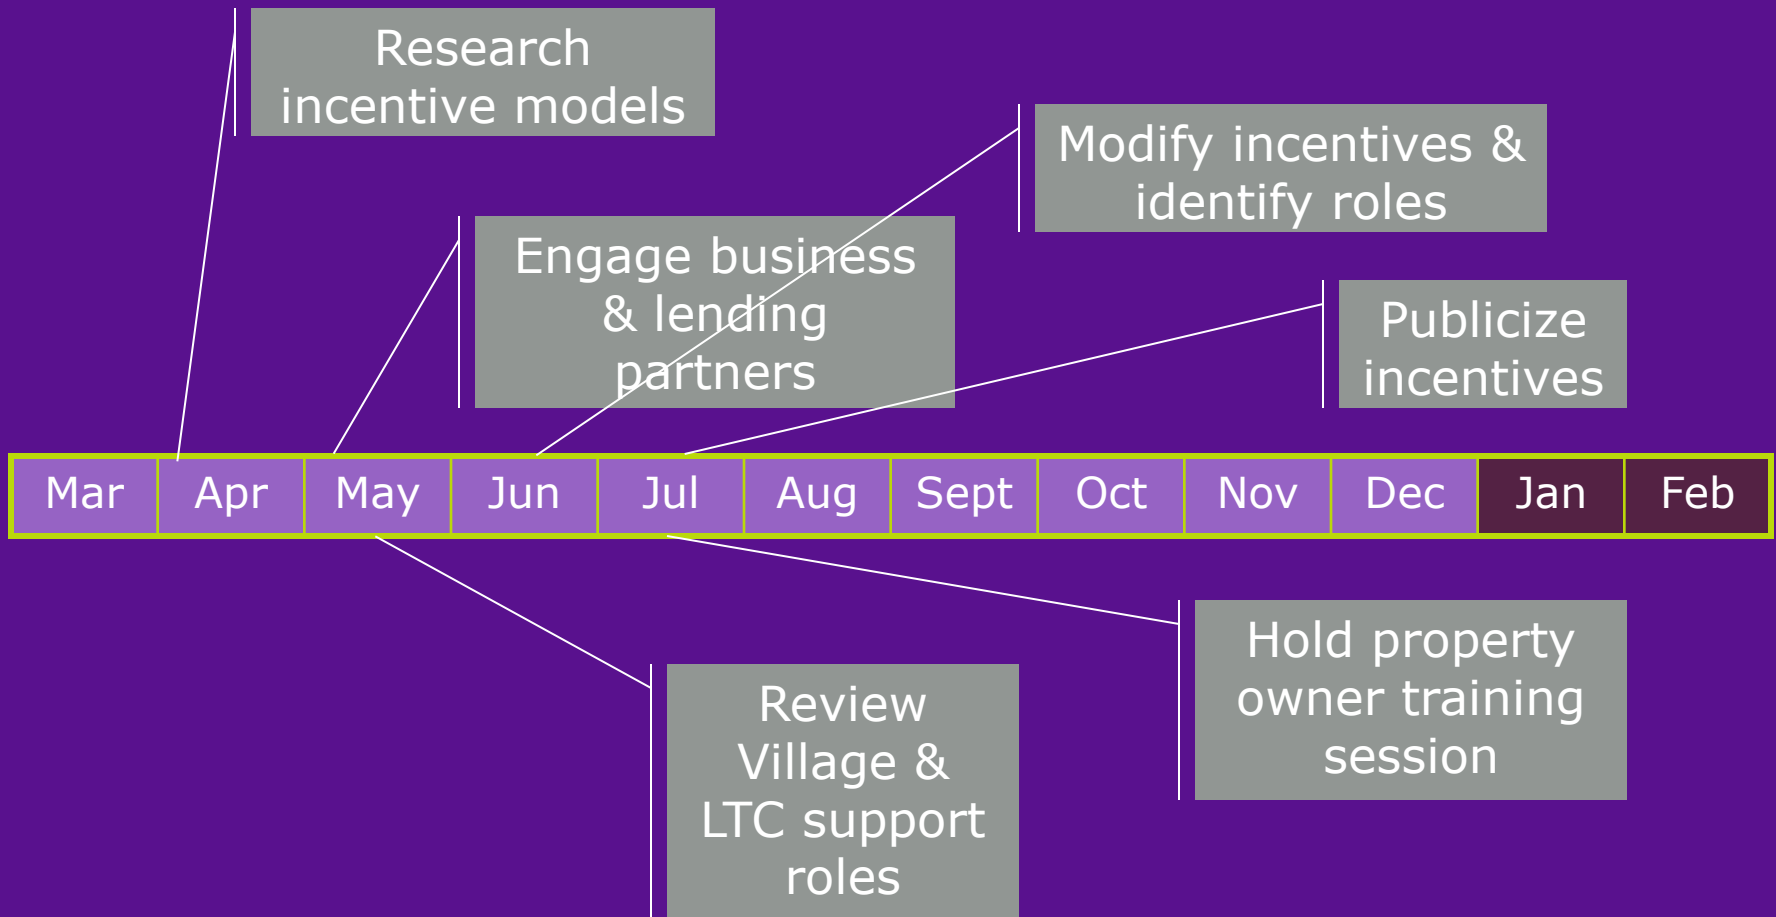 Research
incentive models
Modify incentives &
identify roles
Engage business
& lending
partners
Publicize
incentives
Mar Apr May Jun Jul Aug Sept Oct Nov Dec Jan Feb
Hold property
owner training
session
Review
Village &
LTC support
roles